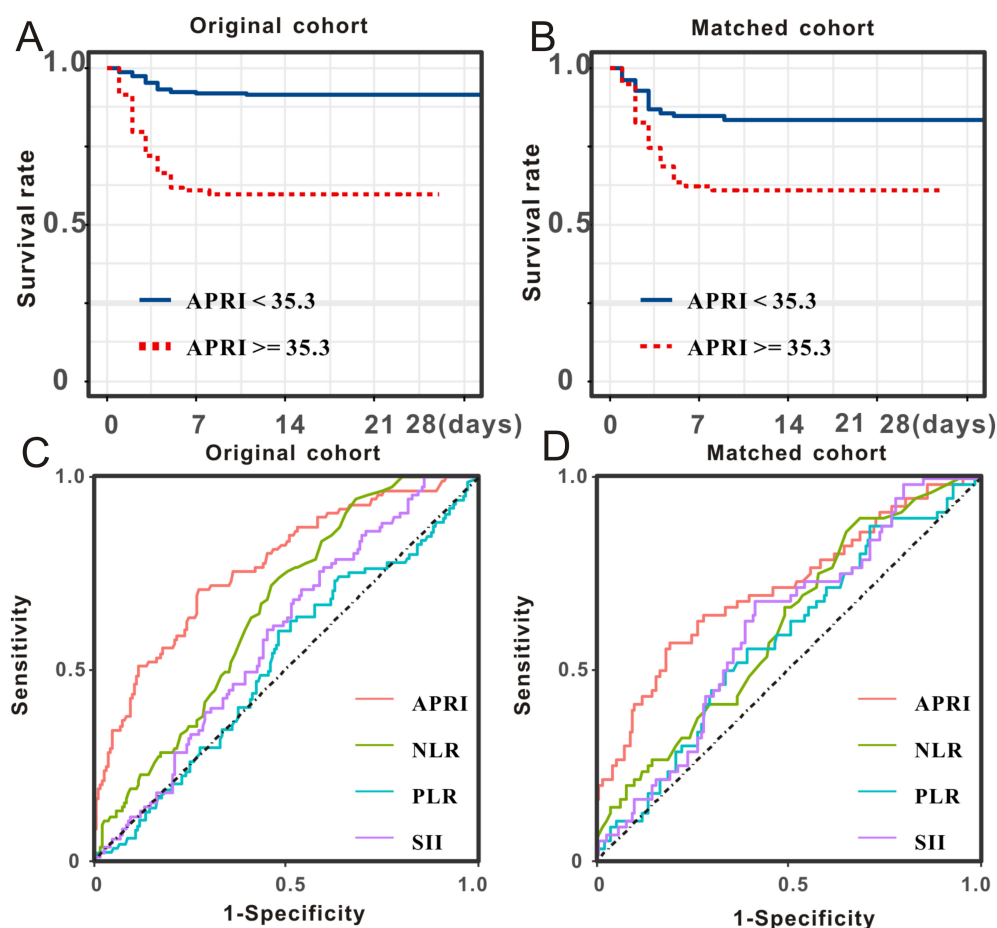 A
Original cohort
1.0
0.5
0
Survival rate
APRI < 35.3
APRI >= 35.3
0 7 14 21 28(days)
B
Matched cohort
1.0
0.5
0
Survival rate
APRI < 35.3
APRI >= 35.3
0 7 14 21 28(days)
C
Original cohort
1.0
0.5
0
Sensitivity
APRI
NLR
PLR
SII
0 0.5 1.0
1-Specificity
D
Matched cohort
1.0
0.5
0
Sensitivity
APRI
NLR
PLR
SII
0 0.5 1.0
1-Specificity